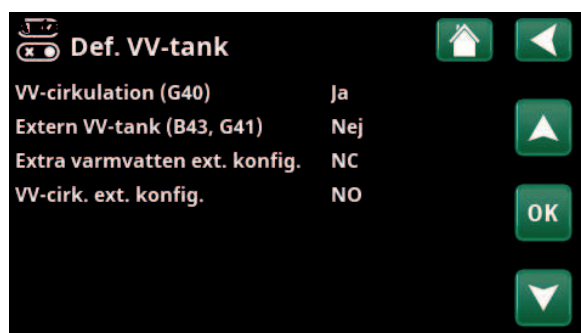 Def. VV-tank
VV-cirkulation (G40) Ja
Extern VV-tank (B43, G41) Nej
Extra varmvatten ext. konfig. NC
VV-cirk. ext. konfig. NO
OK